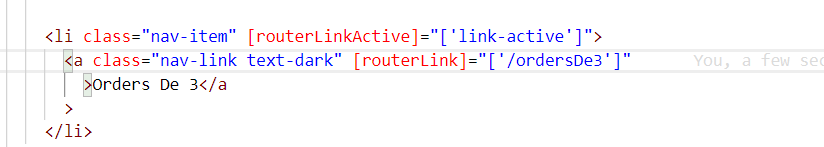 <li class="nav-item" [routerLinkActive]="['link-active']">
<a class="nav-link text-dark" [routerLink]="['/ordersDe3']" You, a few sec
>Orders De 3</a
>
</li>